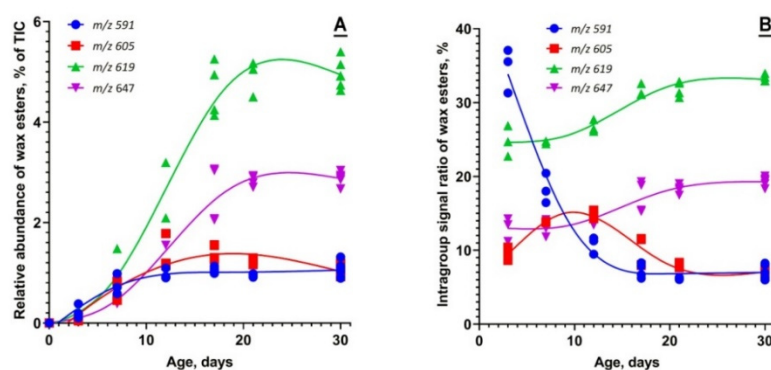 A
m/z 591
m/z 605
m/z 619
m/z 647
Relative abundance of wax esters, % of TIC
6
4
2
0
0
10
20
30
Age, days
B
m/z 591
m/z 605
m/z 619
m/z 647
Intragroup signal ratio of wax esters, %
40
30
20
10
0
0
10
20
30
Age, days